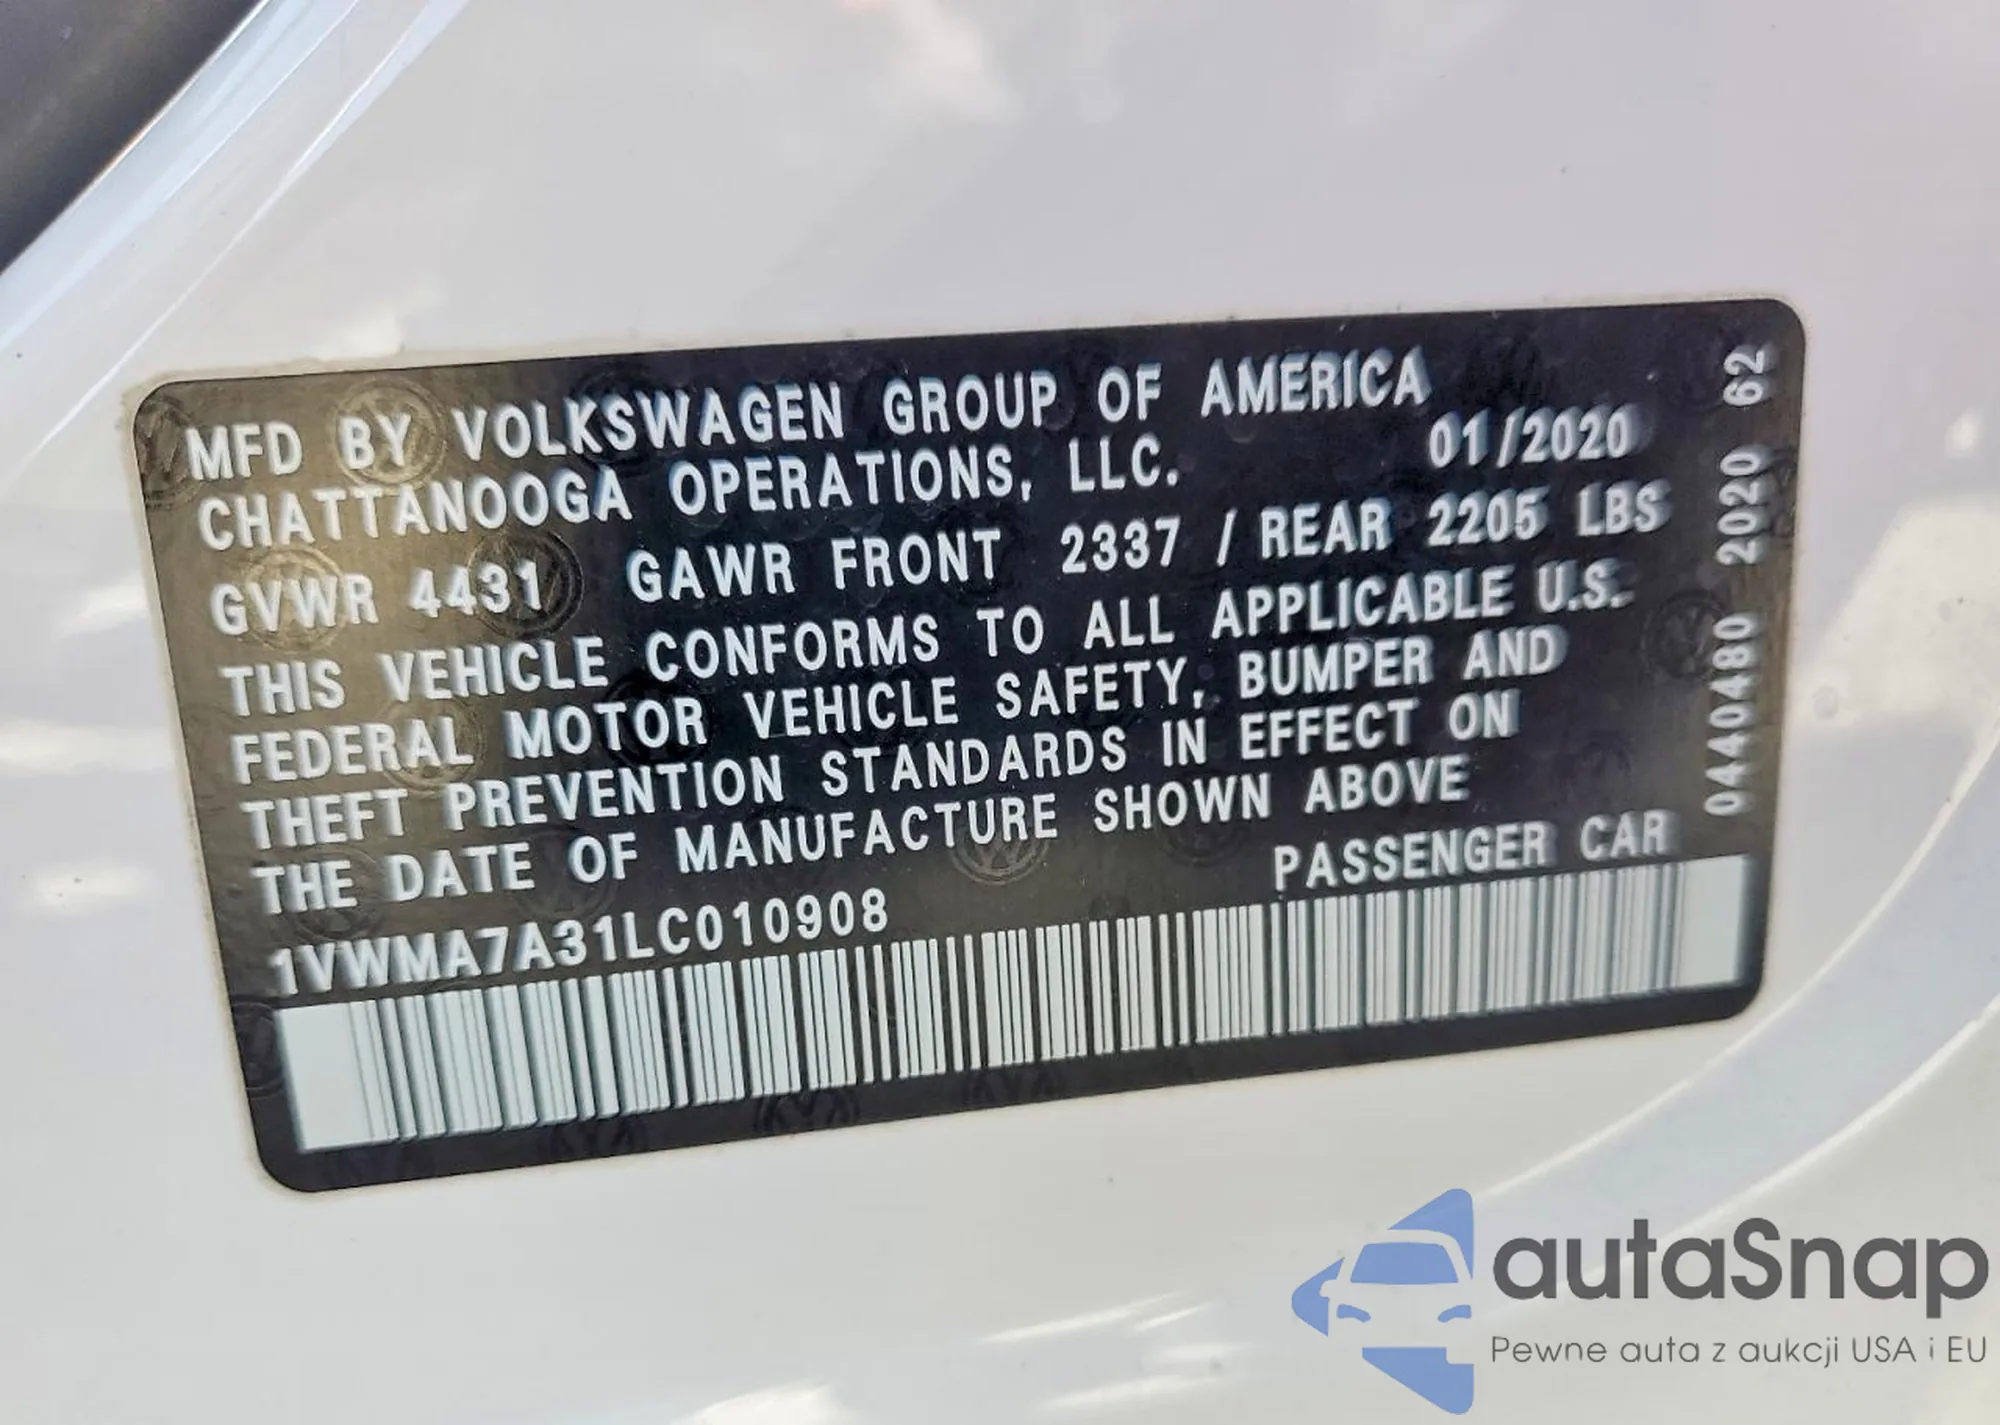 MFD BY VOLKSWAGEN GROUP OF AMERICA
CHATTANOOGA OPERATIONS, LLC. 01/2020
GVWR 4431 GAWR FRONT 2337 / REAR 2205 LBS
THIS VEHICLE CONFORMS TO ALL APPLICABLE U.S.
FEDERAL MOTOR VEHICLE SAFETY, BUMPER AND
THEFT PREVENTION STANDARDS IN EFFECT ON
THE DATE OF MANUFACTURE SHOWN ABOVE
1VWMA7A31LC010908 PASSENGER CAR
0440480 2020 62
autaSnap
Pewne auta z aukcji USA i EU